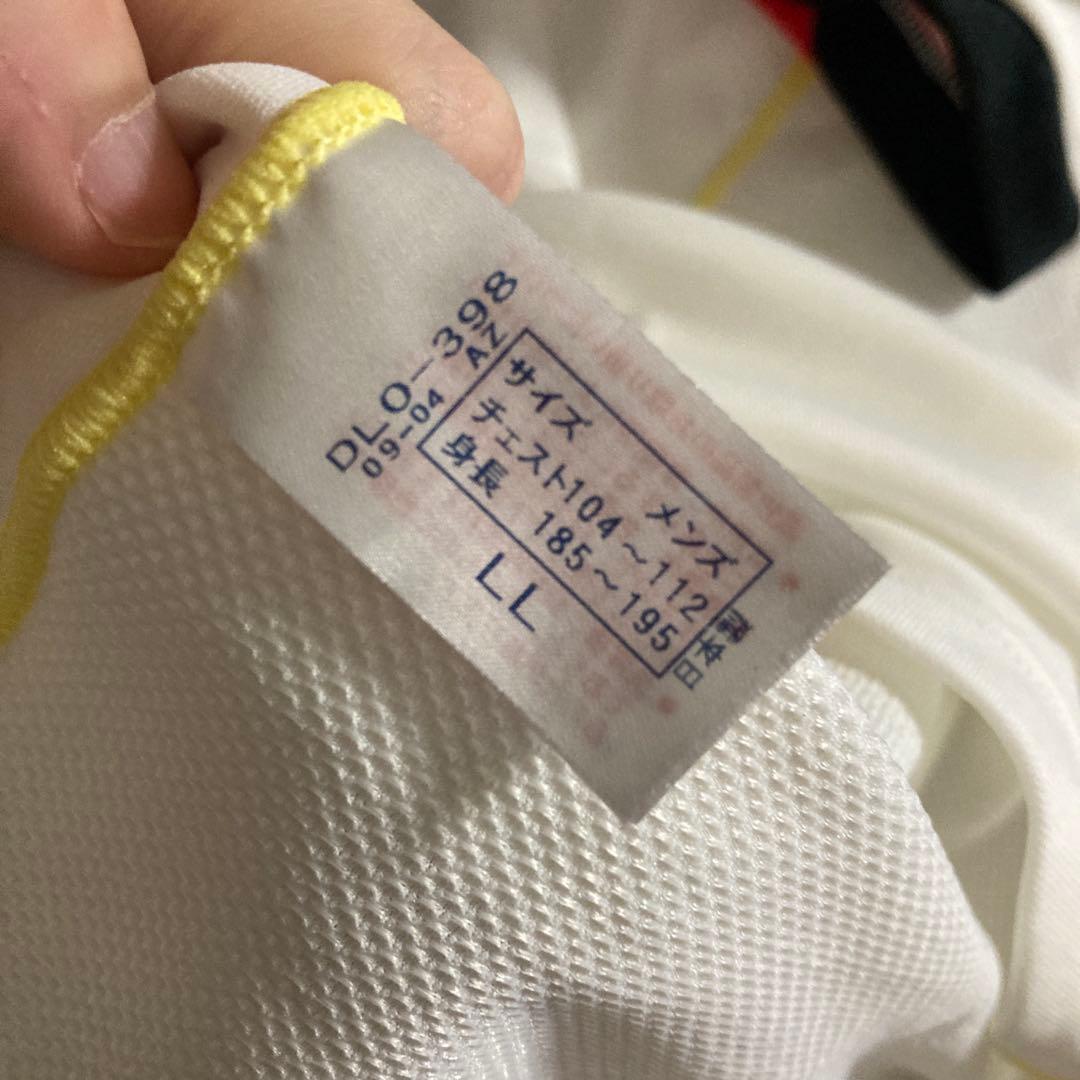 DLO-398
09-04 AZ
サイズ メンズ
チェスト104~112
身長 185~195
LL
日本製